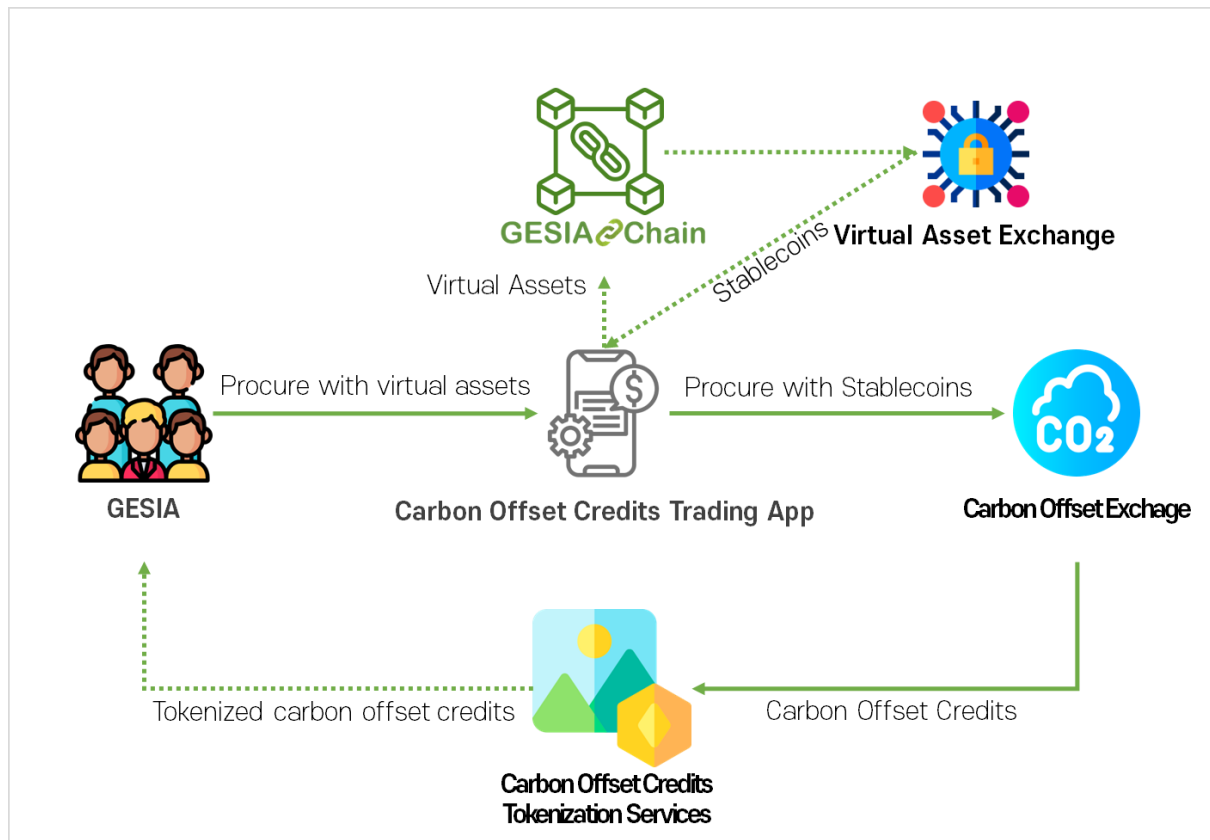 GESIA Chain
Virtual Asset Exchange
Stablecoins
Virtual Assets
Procure with virtual assets
$
Procure with Stablecoins
CO2
GESIA
Carbon Offset Credits Trading App
Carbon Offset Exchage
Tokenized carbon offset credits
Carbon Offset Credits
Carbon Offset Credits
Tokenization Services